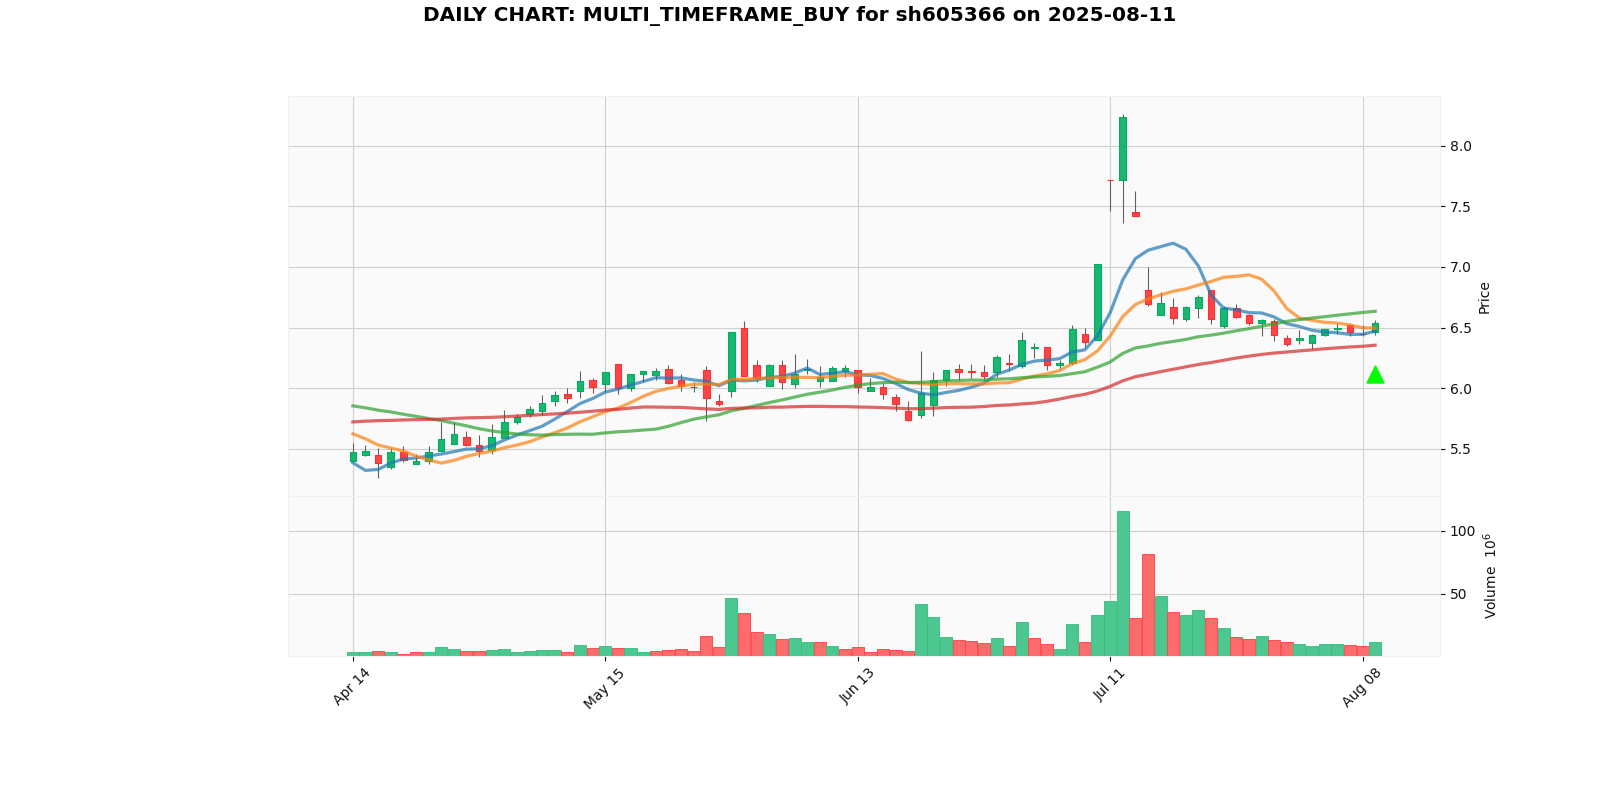 DAILY CHART: MULTI_TIMEFRAME_BUY for sh605366 on 2025-08-11
8.0
7.5
7.0
6.5
6.0
5.5
Price
100
50
Volume 10⁶
Apr 14
May 15
Jun 13
Jul 11
Aug 08